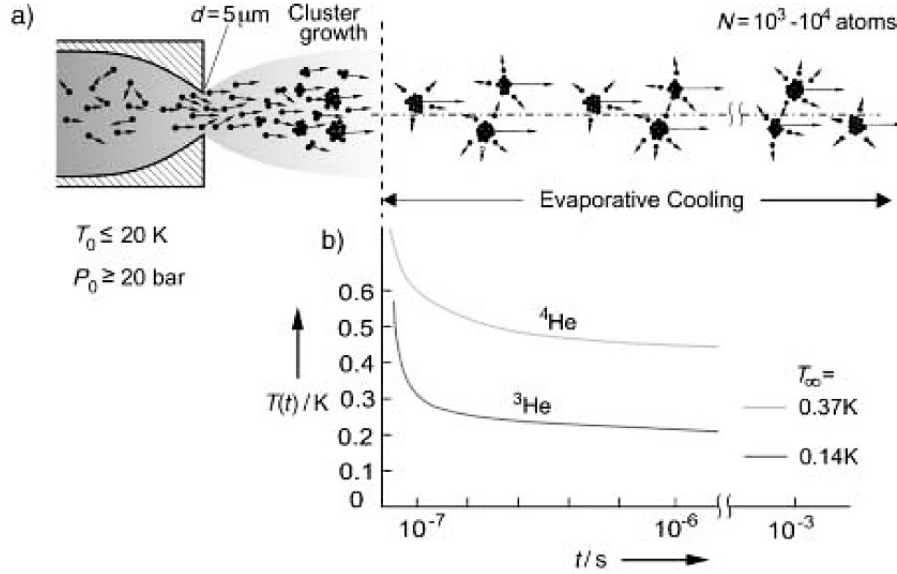 a)
d = 5 μm
Cluster
growth
N = 10³ -10⁴ atoms
Evaporative Cooling
T₀ ≤ 20 K
P₀ ≥ 20 bar
b)
0.6
0.5
0.4
0.3
0.2
0.1
0
T(t) / K
⁴He
³He
T∞ =
0.37K
0.14K
10⁻⁷
10⁻⁶
10⁻³
t / s